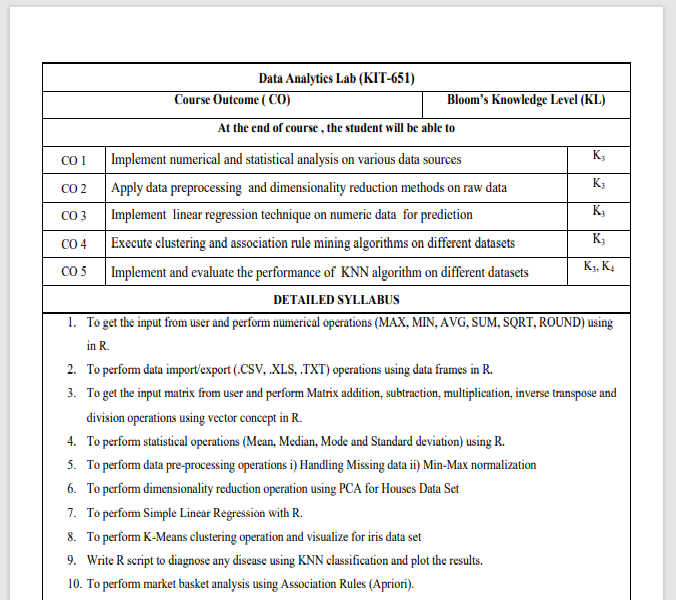 Data Analytics Lab (KIT-651)
Course Outcome ( CO) Bloom's Knowledge Level (KL)
At the end of course , the student will be able to
CO 1 Implement numerical and statistical analysis on various data sources K3
CO 2 Apply data preprocessing and dimensionality reduction methods on raw data K3
CO 3 Implement linear regression technique on numeric data for prediction K3
CO 4 Execute clustering and association rule mining algorithms on different datasets K3
CO 5 Implement and evaluate the performance of KNN algorithm on different datasets K3, K4
DETAILED SYLLABUS
1. To get the input from user and perform numerical operations (MAX, MIN, AVG, SUM, SQRT, ROUND) using
in R.
2. To perform data import/export (.CSV, .XLS, .TXT) operations using data frames in R.
3. To get the input matrix from user and perform Matrix addition, subtraction, multiplication, inverse transpose and
division operations using vector concept in R.
4. To perform statistical operations (Mean, Median, Mode and Standard deviation) using R.
5. To perform data pre-processing operations i) Handling Missing data ii) Min-Max normalization
6. To perform dimensionality reduction operation using PCA for Houses Data Set
7. To perform Simple Linear Regression with R.
8. To perform K-Means clustering operation and visualize for iris data set
9. Write R script to diagnose any disease using KNN classification and plot the results.
10. To perform market basket analysis using Association Rules (Apriori).